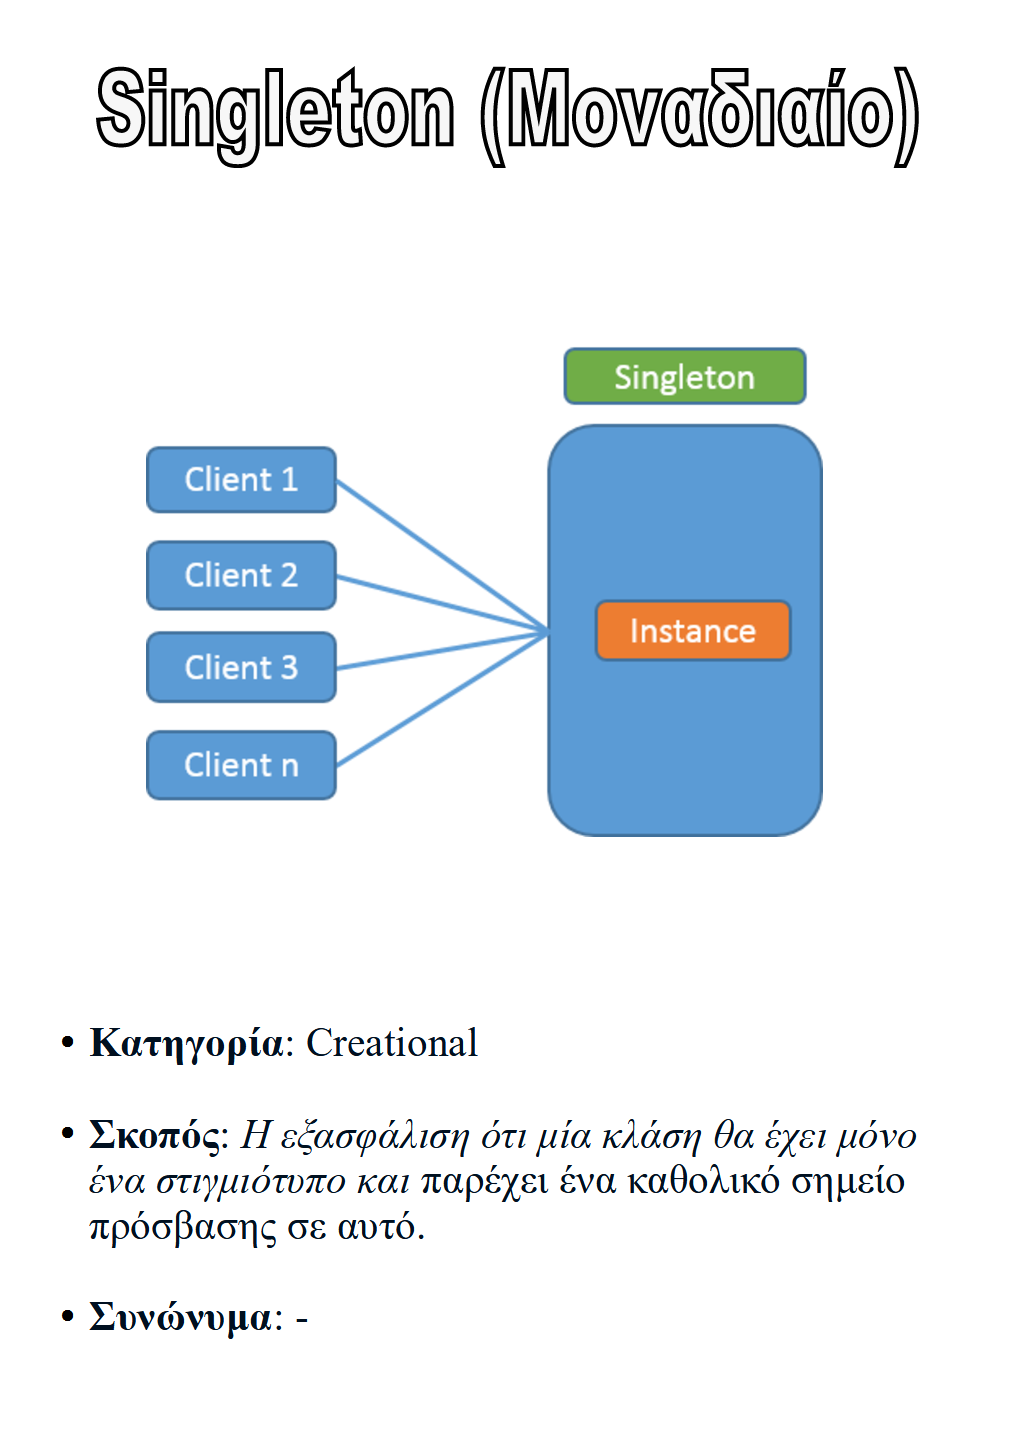 Singleton (Μοναδιαίο)
Singleton
Client 1
Client 2
Client 3
Client n
Instance
• Κατηγορία: Creational
• Σκοπός: Η εξασφάλιση ότι μία κλάση θα έχει μόνο
ένα στιγμιότυπο και παρέχει ένα καθολικό σημείο
πρόσβασης σε αυτό.
• Συνώνυμα: -